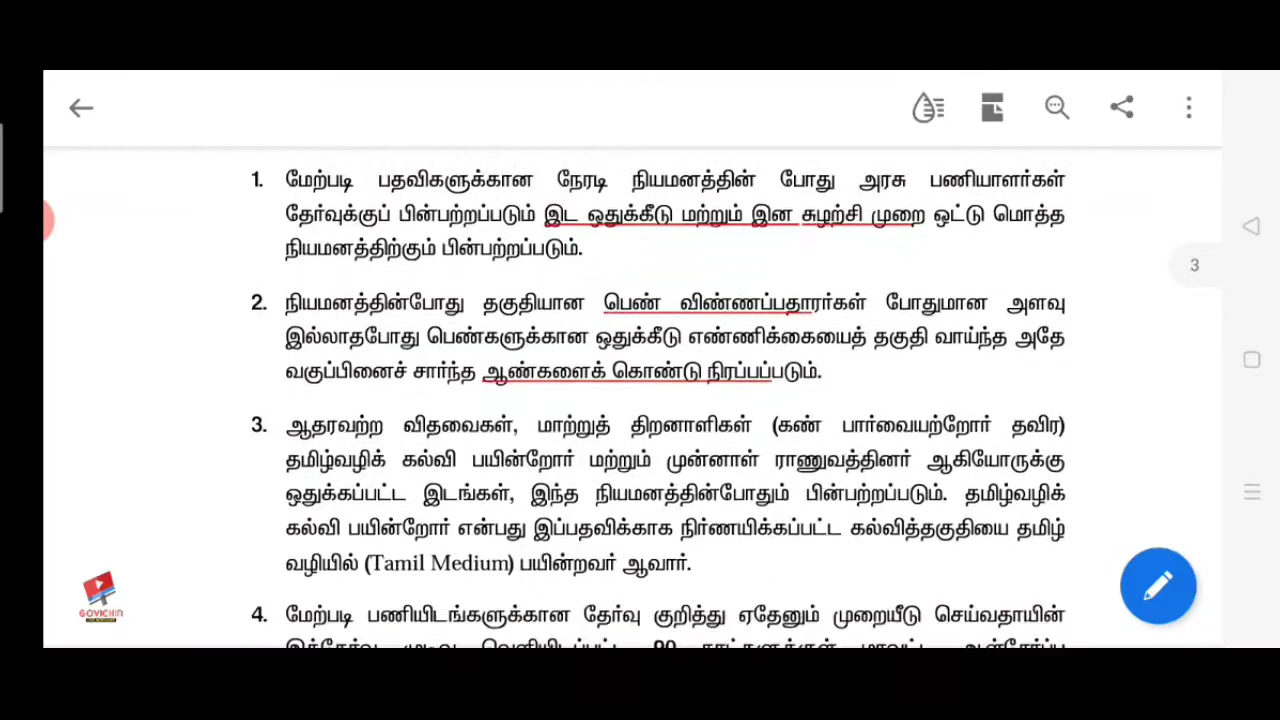 1. மேற்படி பதவிகளுக்கான நேரடி நியமனத்தின் போது அரசு பணியாளர்கள்
தேர்வுக்குப் பின்பற்றப்படும் இட ஒதுக்கீடு மற்றும் இன சுழற்சி முறை ஒட்டு மொத்த
நியமனத்திற்கும் பின்பற்றப்படும்.
3
2. நியமனத்தின்போது தகுதியான பெண் விண்ணப்பதாரர்கள் போதுமான அளவு
இல்லாதபோது பெண்களுக்கான ஒதுக்கீடு எண்ணிக்கையைத் தகுதி வாய்ந்த அதே
வகுப்பினைச் சார்ந்த ஆண்களைக் கொண்டு நிரப்பப்படும்.
3. ஆதரவற்ற விதவைகள், மாற்றுத் திறனாளிகள் (கண் பார்வையற்றோர் தவிர)
தமிழ்வழிக் கல்வி பயின்றோர் மற்றும் முன்னாள் ராணுவத்தினர் ஆகியோருக்கு
ஒதுக்கப்பட்ட இடங்கள், இந்த நியமனத்தின்போதும் பின்பற்றப்படும். தமிழ்வழிக்
கல்வி பயின்றோர் என்பது இப்பதவிக்காக நிர்ணயிக்கப்பட்ட கல்வித்தகுதியை தமிழ்
வழியில் (Tamil Medium) பயின்றவர் ஆவார்.
GOVICHIN
4. மேற்படி பணியிடங்களுக்கான தேர்வு குறித்து ஏதேனும் முறையீடு செய்வதாயின்